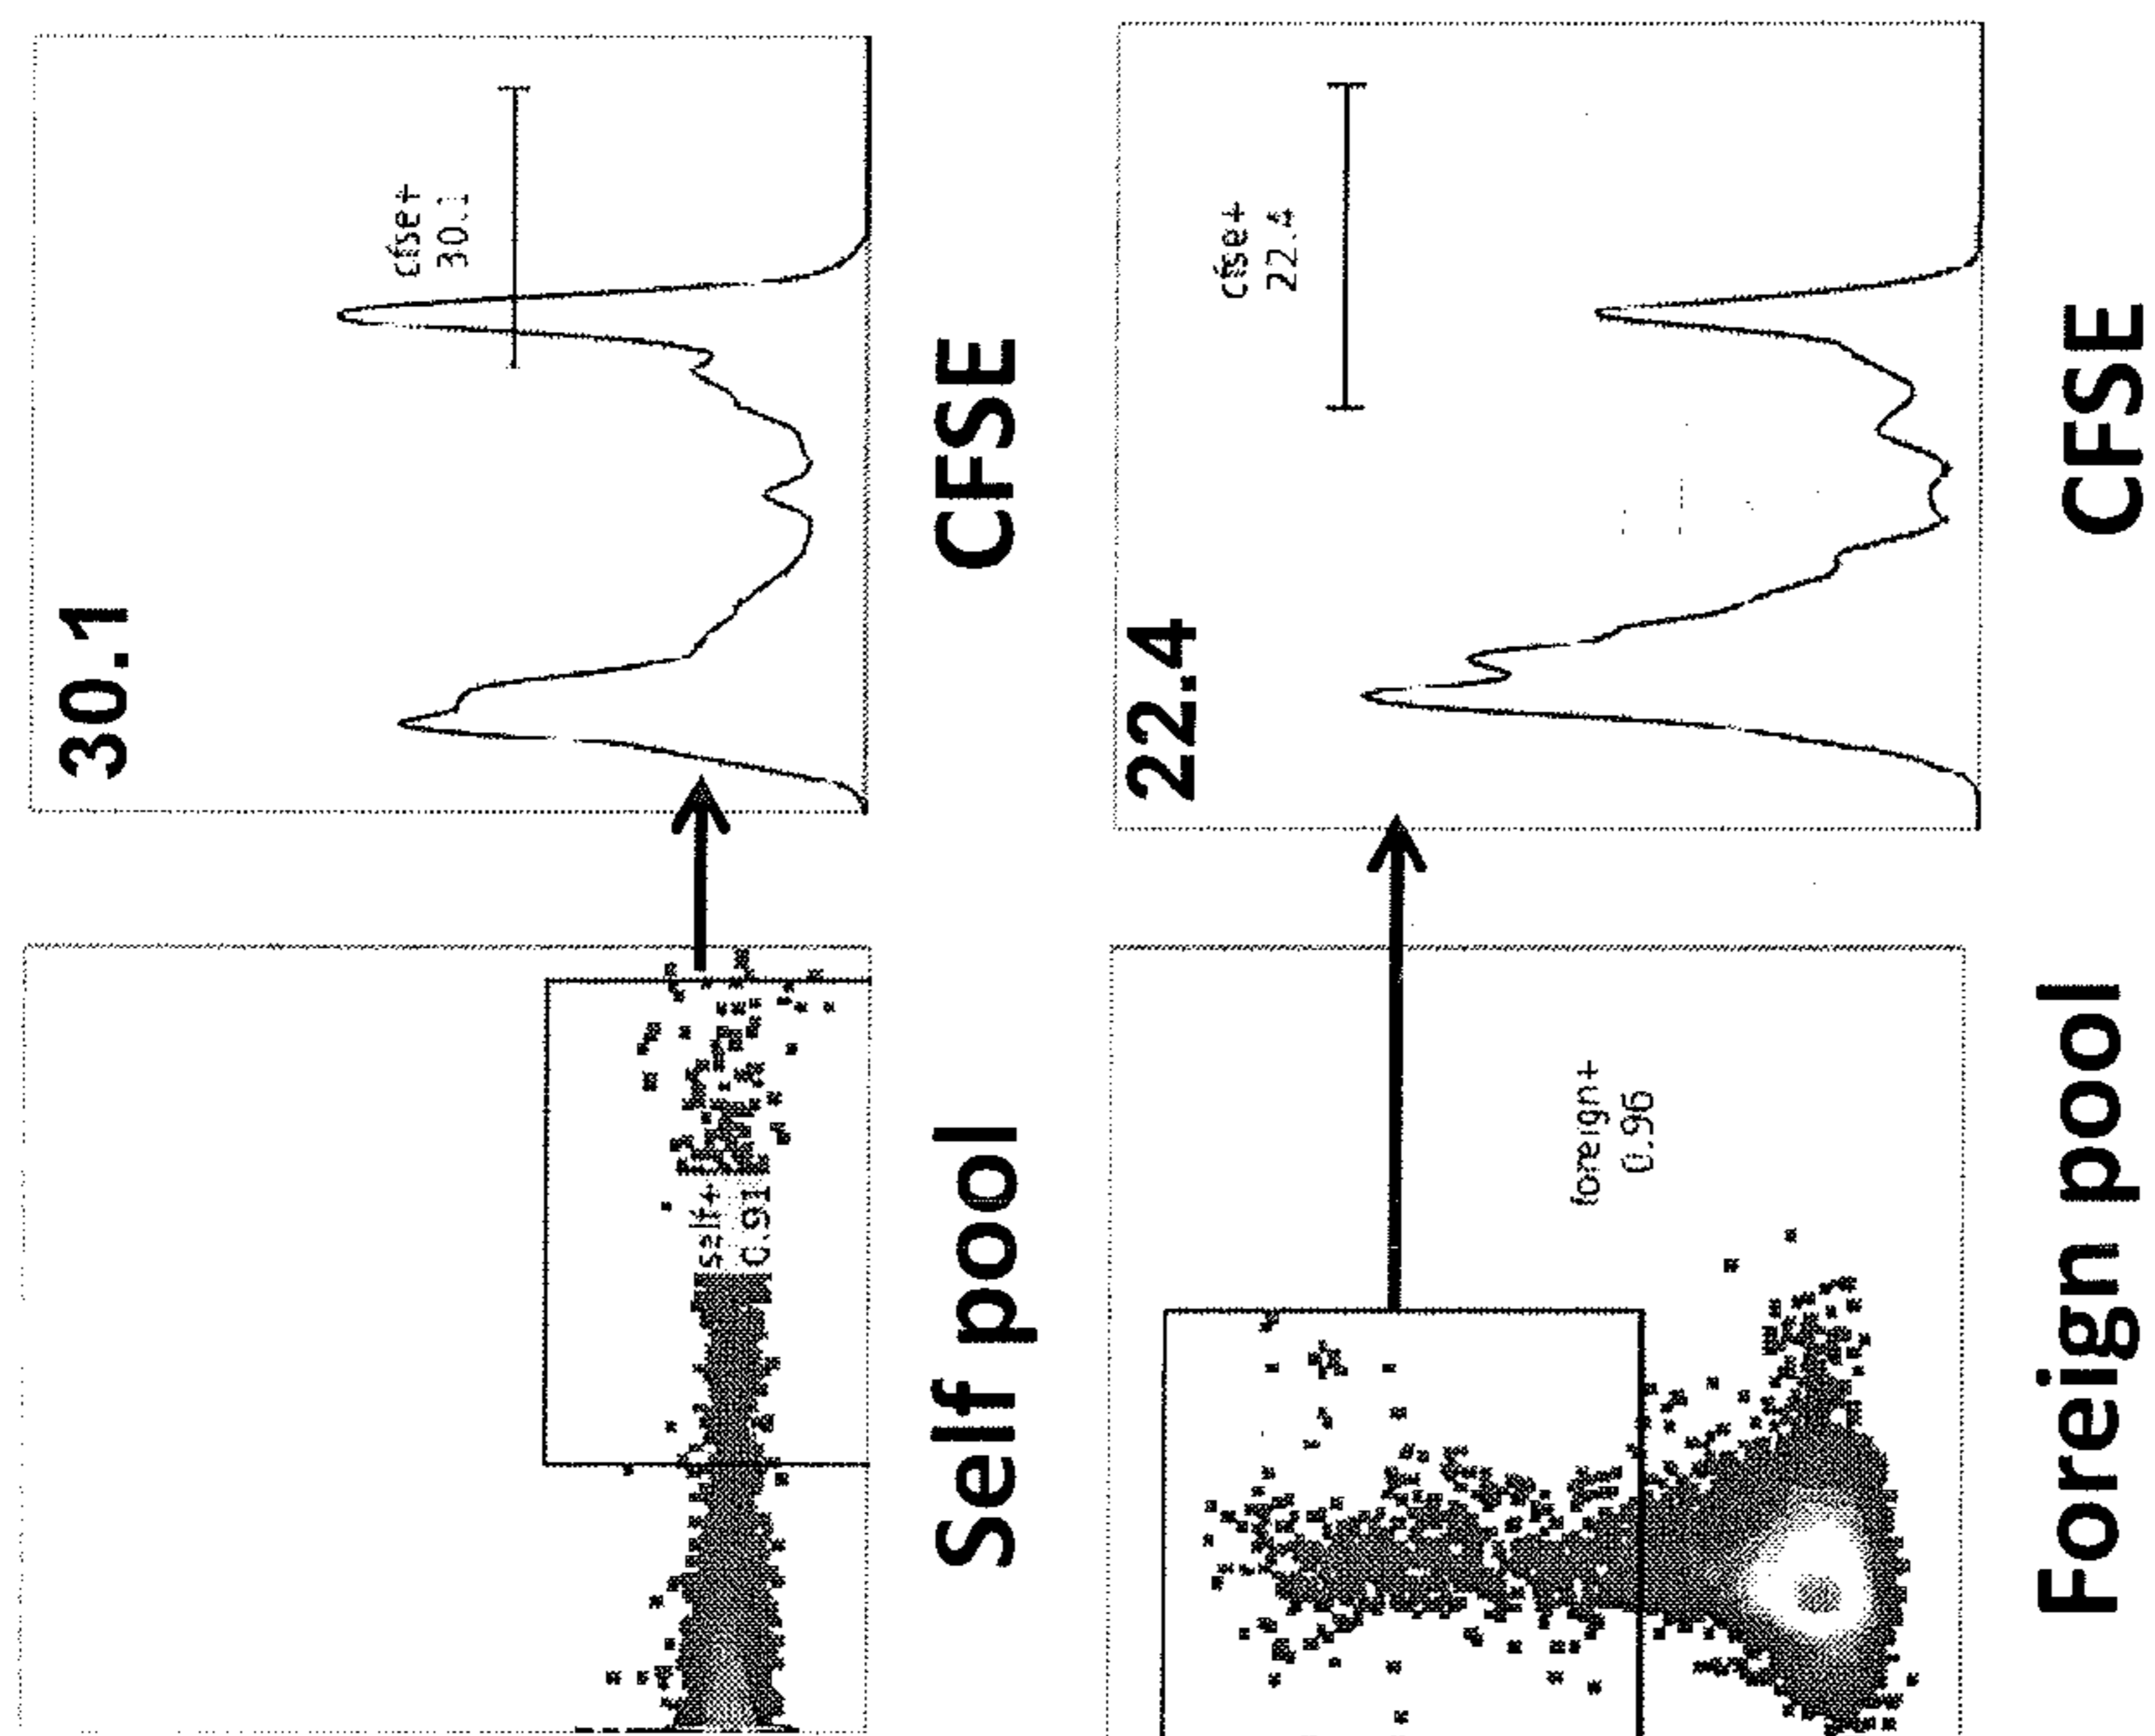 30.1
cfse+
30.1
self+
0.91
Self pool
CFSE
22.4
cfse+
22.4
foreign+
0.96
Foreign pool
CFSE